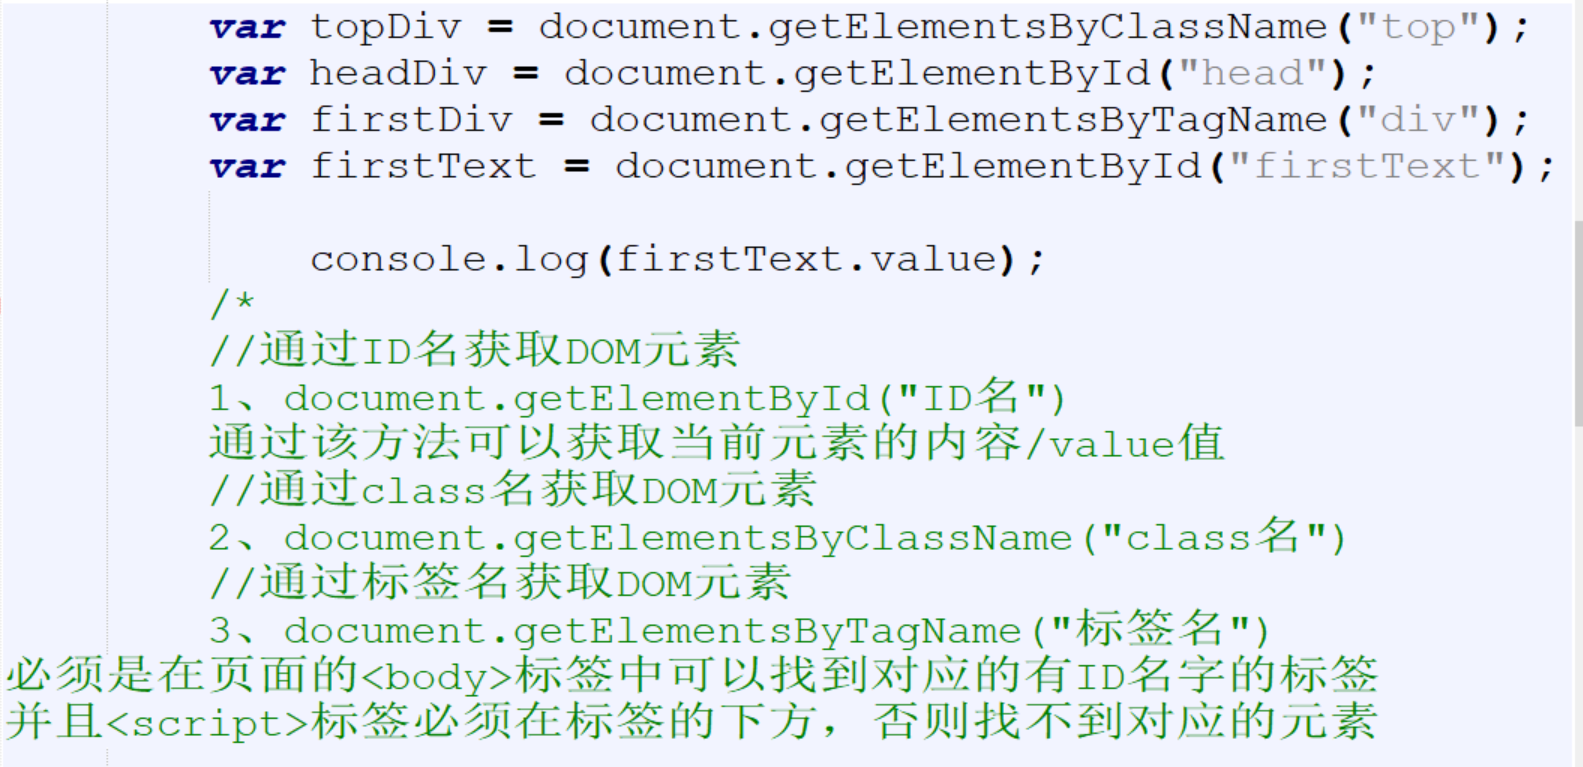 var topDiv = document.getElementsByClassName("top");
var headDiv = document.getElementById("head");
var firstDiv = document.getElementsByTagName("div");
var firstText = document.getElementById("firstText");
console.log(firstText.value);
/*
//通过ID名获取DOM元素
1、document.getElementById("ID名")
通过该方法可以获取当前元素的内容/value值
//通过class名获取DOM元素
2、document.getElementsByClassName("class名")
//通过标签名获取DOM元素
3、document.getElementsByTagName("标签名")
必须是在页面的<body>标签中可以找到对应的有ID名字的标签
并且<script>标签必须在标签的下方，否则找不到对应的元素